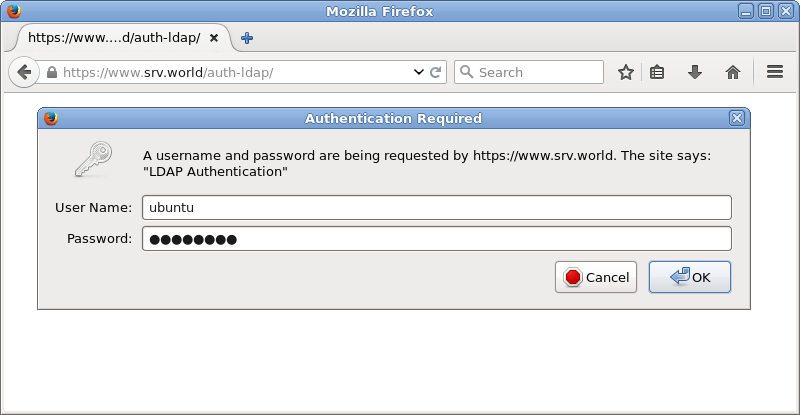 Mozilla Firefox
https://www....d/auth-ldap/
https://www.srv.world/auth-ldap/
Search
Authentication Required
A username and password are being requested by https://www.srv.world. The site says:
"LDAP Authentication"
User Name: ubuntu
Password: ●●●●●●●●
Cancel OK